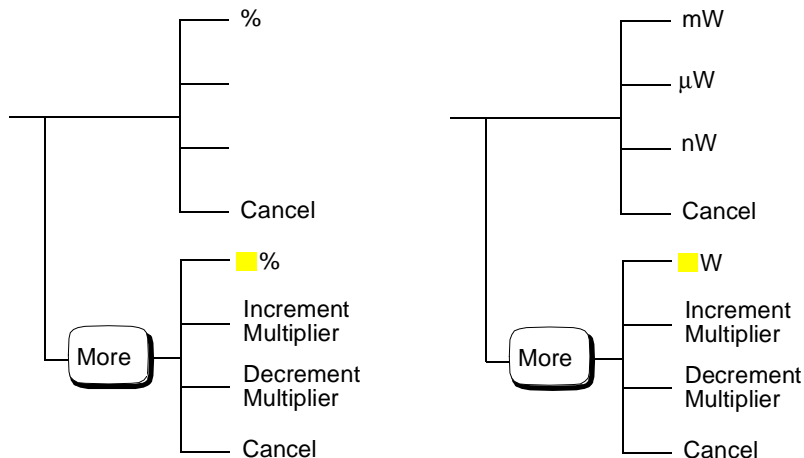 %
Cancel
%
Increment
Multiplier
More
Decrement
Multiplier
Cancel
mW
μW
nW
Cancel
W
Increment
Multiplier
More
Decrement
Multiplier
Cancel